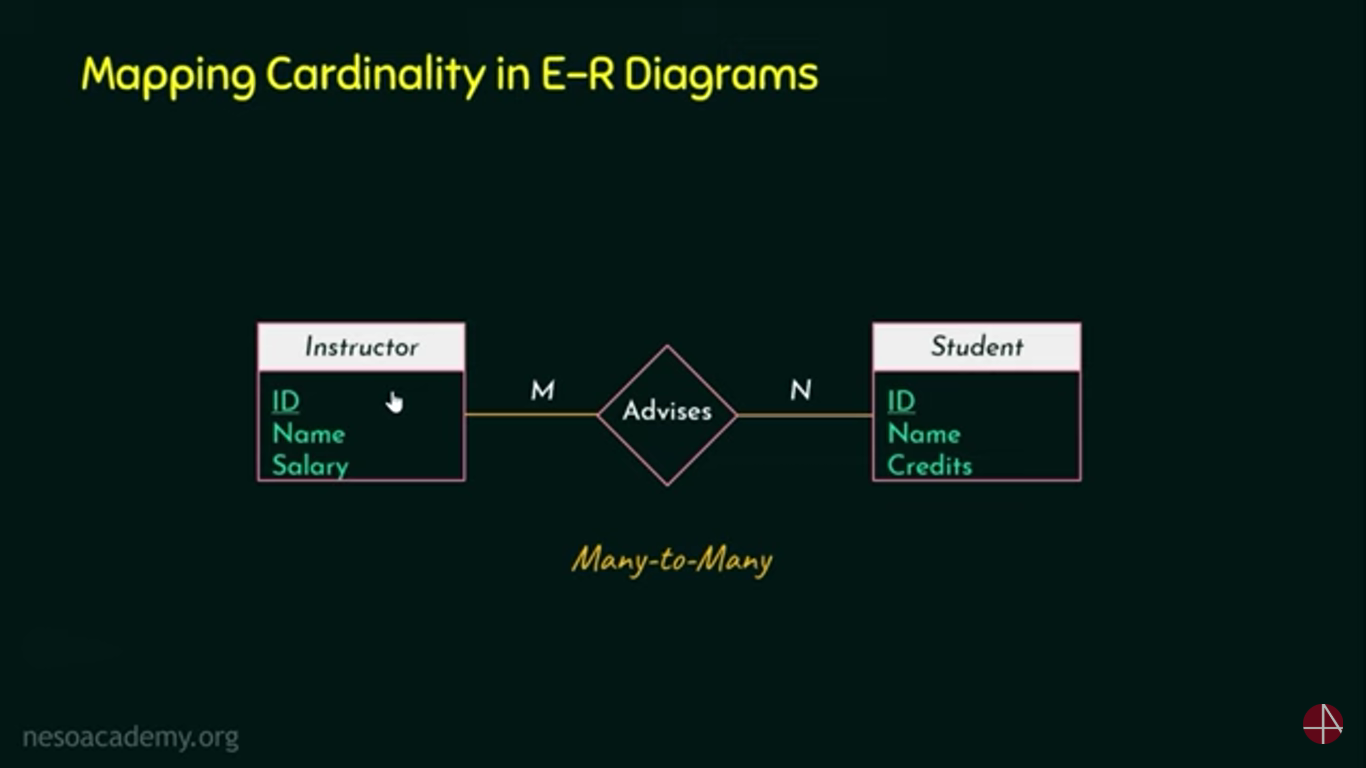 Mapping Cardinality in E-R Diagrams
Instructor
ID
Name
Salary
M
Advises
N
Student
ID
Name
Credits
Many-to-Many
nesoacademy.org